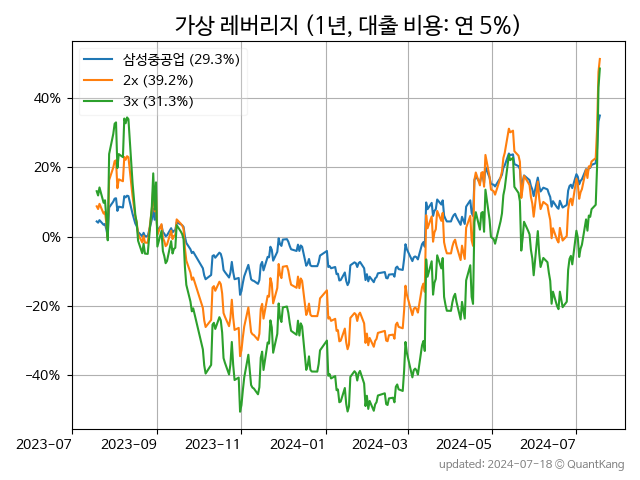 가상 레버리지 (1년, 대출 비용: 연 5%)
삼성중공업 (29.3%)
2x (39.2%)
3x (31.3%)
40%
20%
0%
−20%
−40%
2023-07 2023-09 2023-11 2024-01 2024-03 2024-05 2024-07
updated: 2024-07-18 © QuantKang